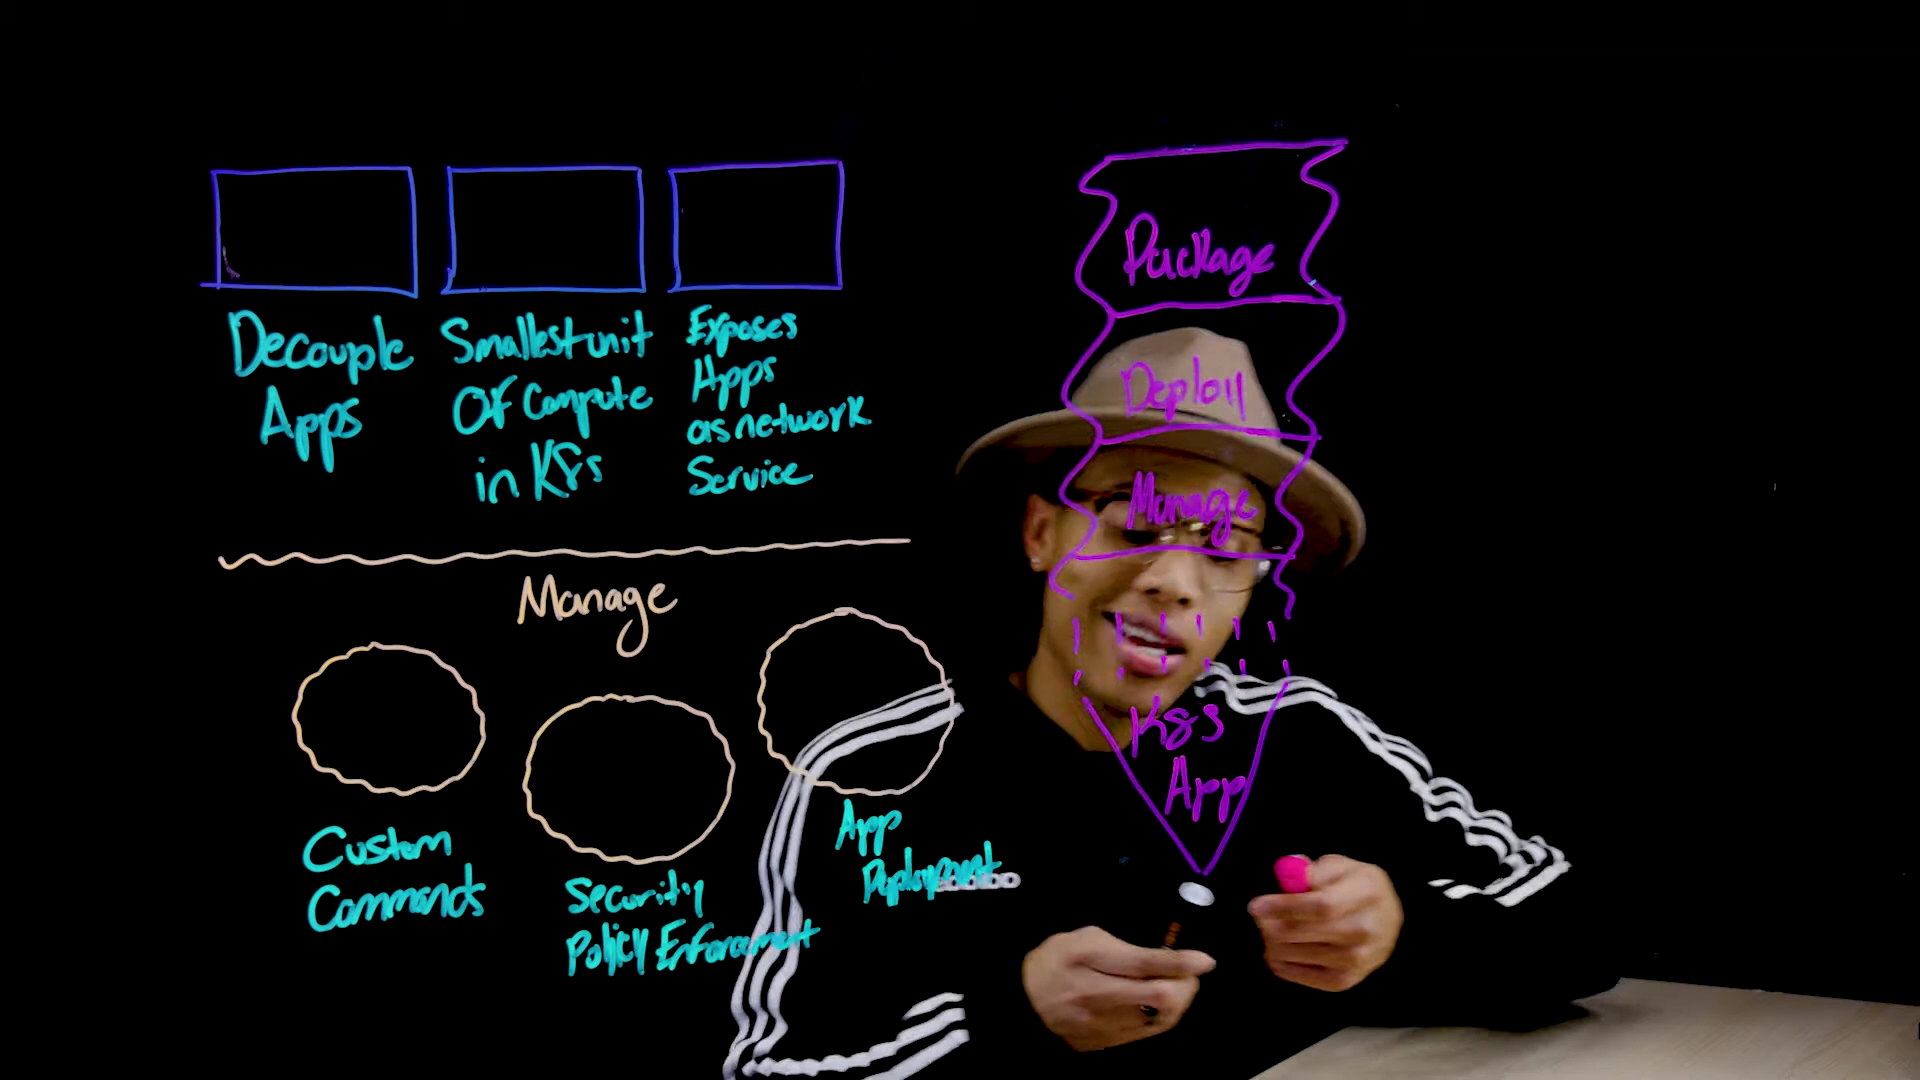 Decouple
Apps
Smallest unit
Of Compute
in K8s
Exposes
Apps
as network
Service
Manage
Custom
Commands
Security
Policy Enforcement
App
Deployment
Package
Deploy
Manage
K8s
App